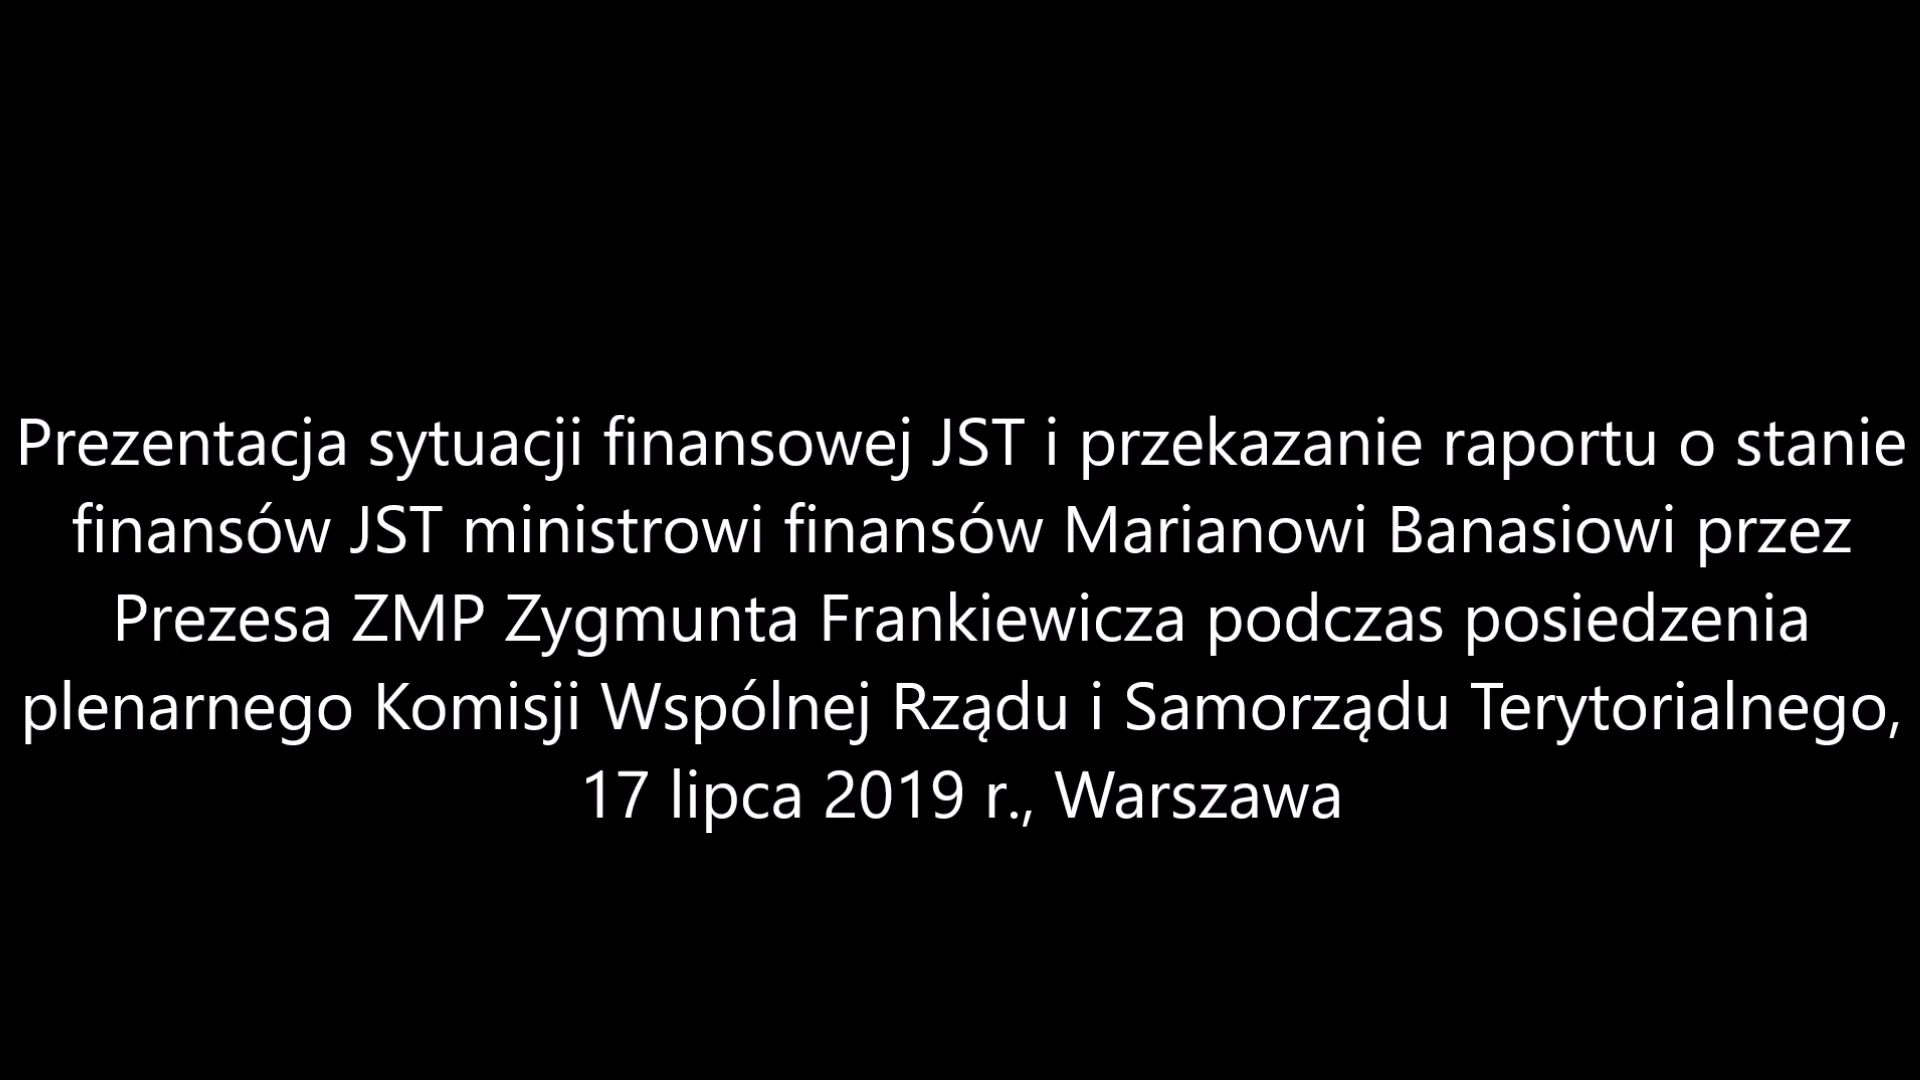 Prezentacja sytuacji finansowej JST i przekazanie raportu o stanie
finansów JST ministrowi finansów Marianowi Banasiowi przez
Prezesa ZMP Zygmunta Frankiewicza podczas posiedzenia
plenarnego Komisji Wspólnej Rządu i Samorządu Terytorialnego,
17 lipca 2019 r., Warszawa